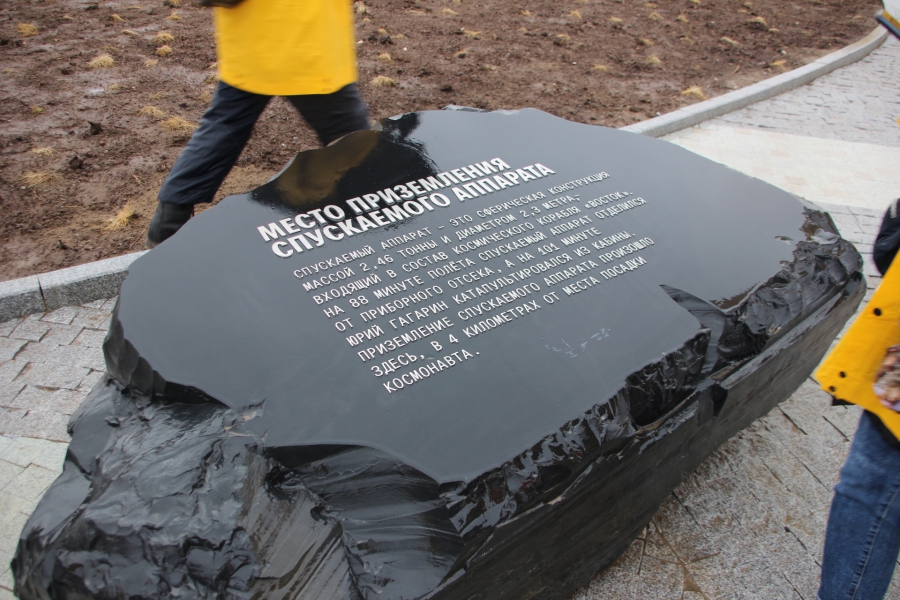 МЕСТО ПРИЗЕМЛЕНИЯ
СПУСКАЕМОГО АППАРАТА
СПУСКАЕМЫЙ АППАРАТ – ЭТО СФЕРИЧЕСКАЯ КОНСТРУКЦИЯ
МАССОЙ 2,46 ТОННЫ И ДИАМЕТРОМ 2,3 МЕТРА,
ВХОДЯЩИЙ В СОСТАВ КОСМИЧЕСКОГО КОРАБЛЯ «ВОСТОК».
НА 88 МИНУТЕ ПОЛЁТА СПУСКАЕМЫЙ АППАРАТ ОТДЕЛИЛСЯ
ОТ ПРИБОРНОГО ОТСЕКА, А НА 101 МИНУТЕ
ЮРИЙ ГАГАРИН КАТАПУЛЬТИРОВАЛСЯ ИЗ КАБИНЫ.
ПРИЗЕМЛЕНИЕ СПУСКАЕМОГО АППАРАТА ПРОИЗОШЛО
ЗДЕСЬ, В 4 КИЛОМЕТРАХ ОТ МЕСТА ПОСАДКИ
КОСМОНАВТА.